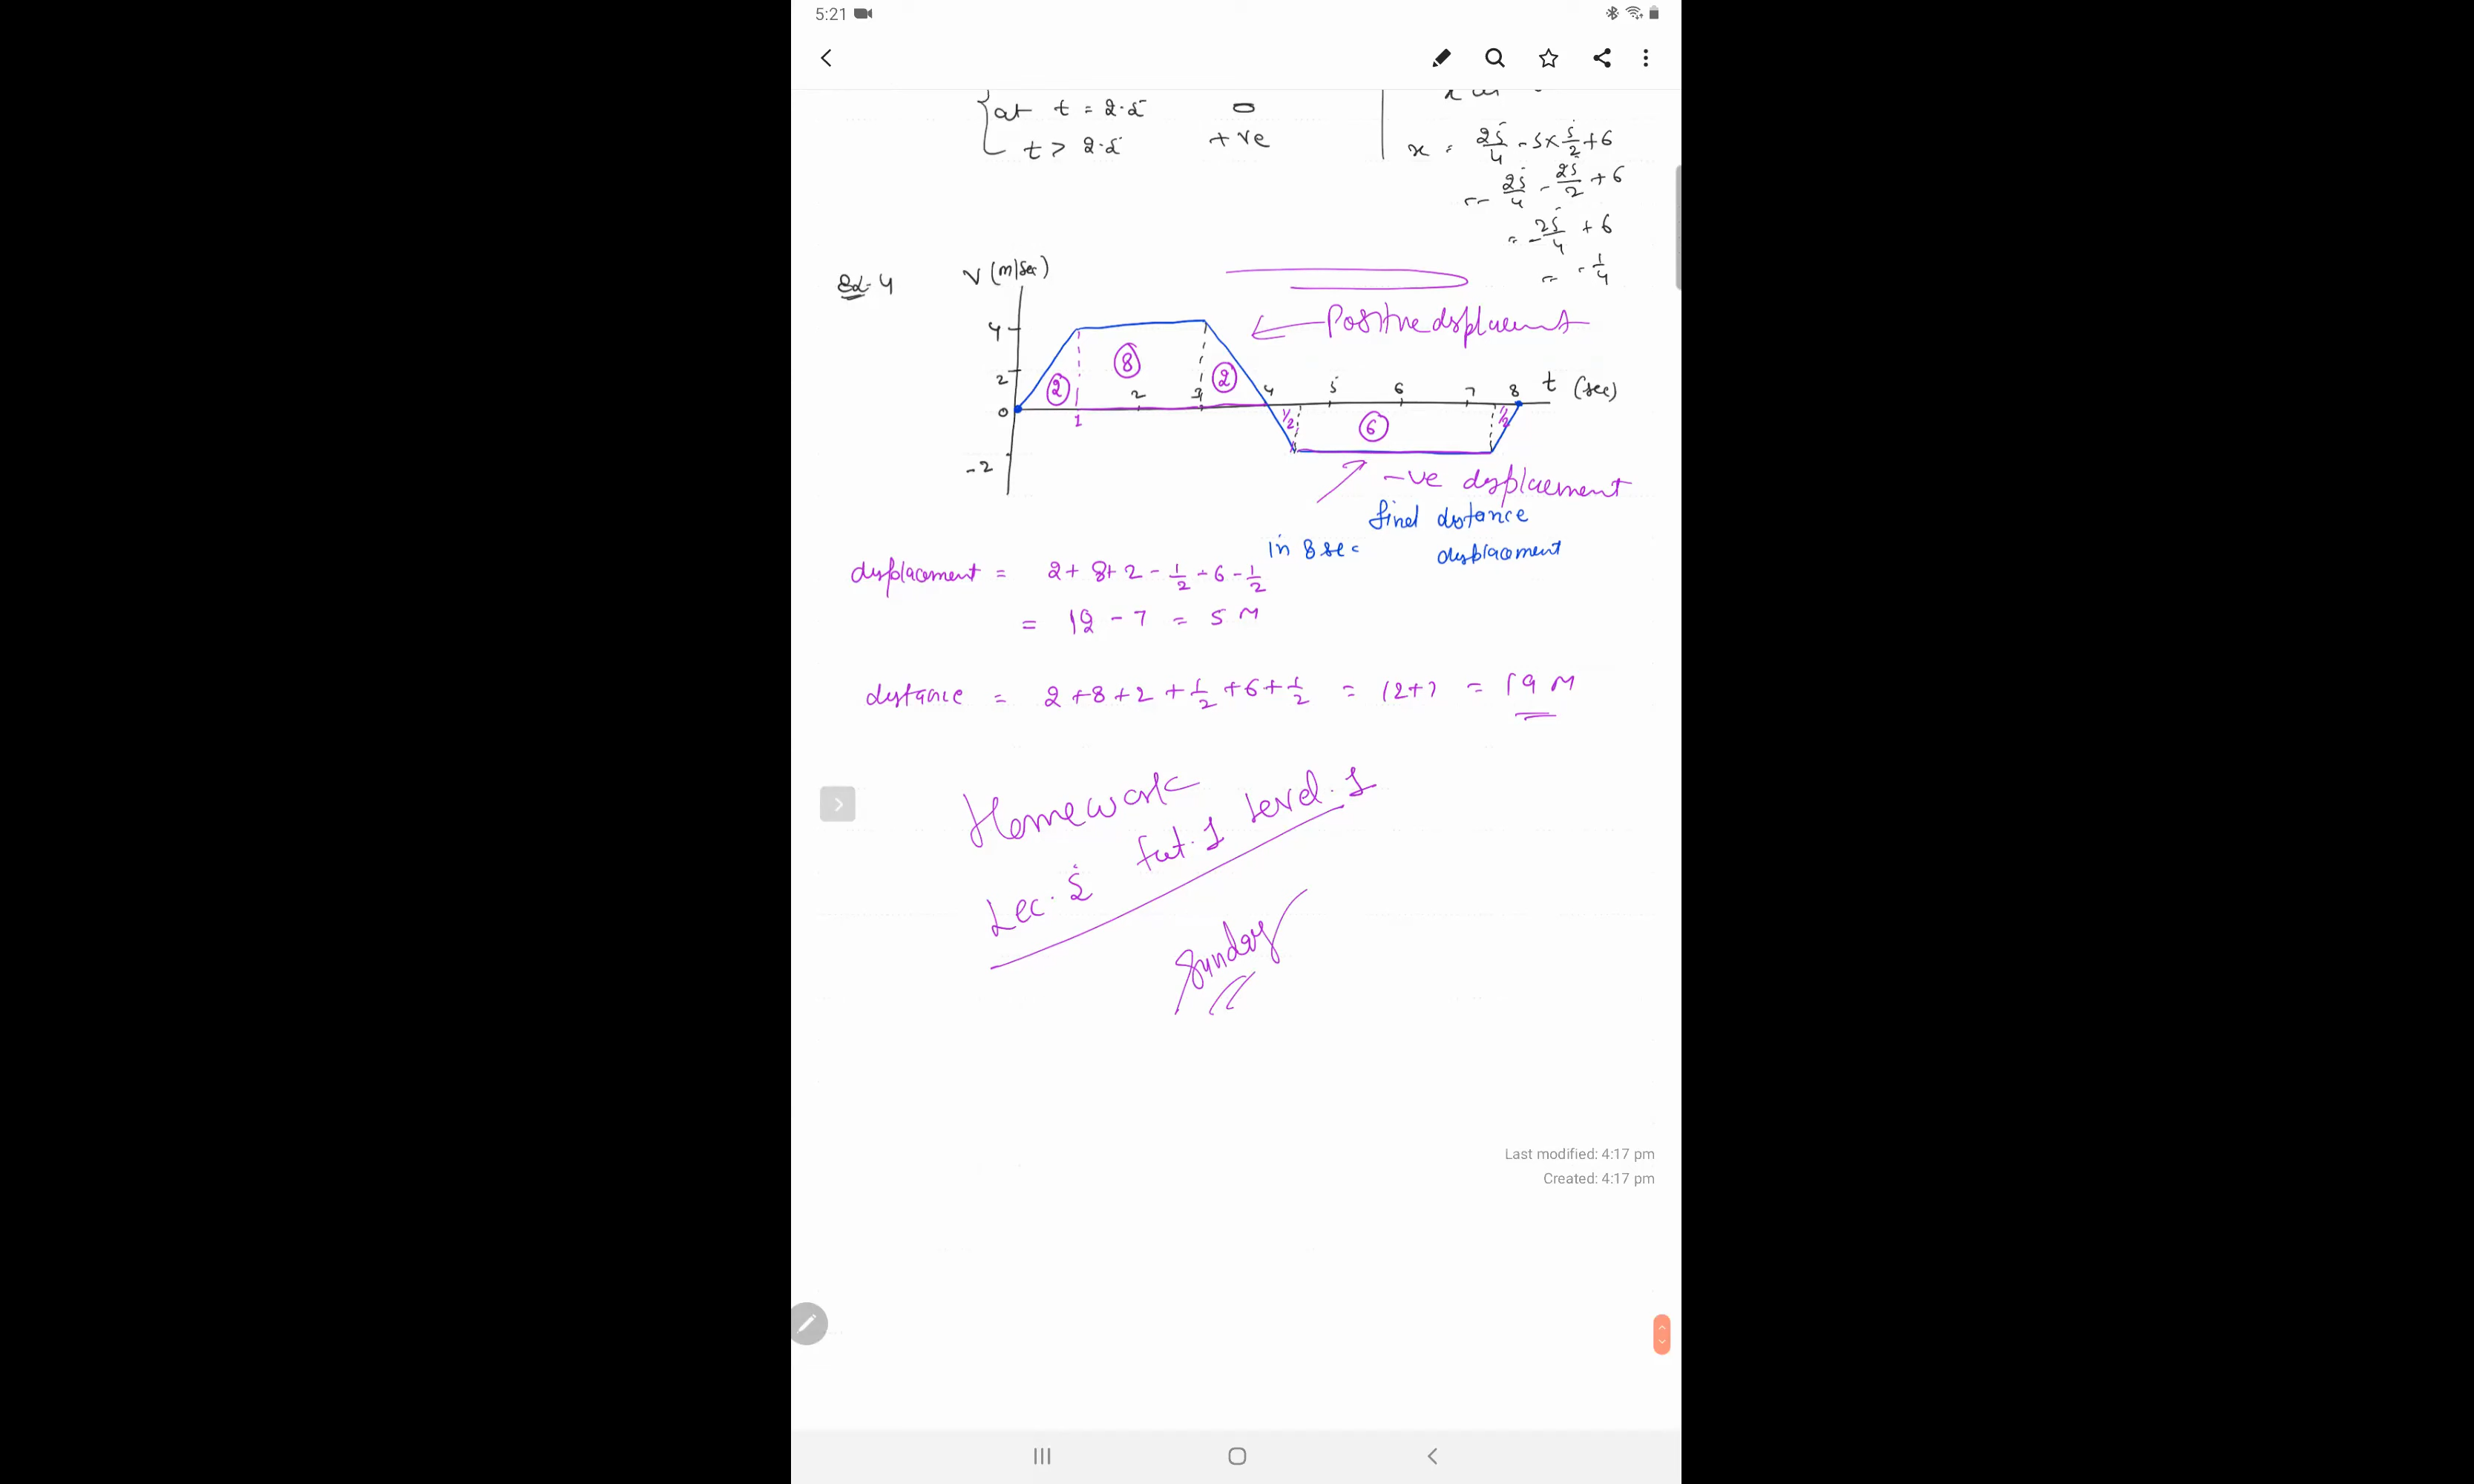 5:21
at t = 2.5 0
t > 2.5 +ve
x = 25/4 - 5 x 5/2 + 6
= 25/4 - 25/2 + 6
= -25/4 + 6
= -1/4
V (m/sec)
4
2
0
-2
1 2 3 4 5 6 7 8 t (sec)
2 8 2
1/2 6 1/2
Positive displacement
-ve displacement
find distance
in 8 sec displacement
displacement = 2 + 8 + 2 - 1/2 - 6 - 1/2
= 12 - 7 = 5 m
distance = 2 + 8 + 2 + 1/2 + 6 + 1/2 = 12+7 = 19 m
Homework
Lec. 5 fut. 1 Level. 1
Sunday
Last modified: 4:17 pm
Created: 4:17 pm